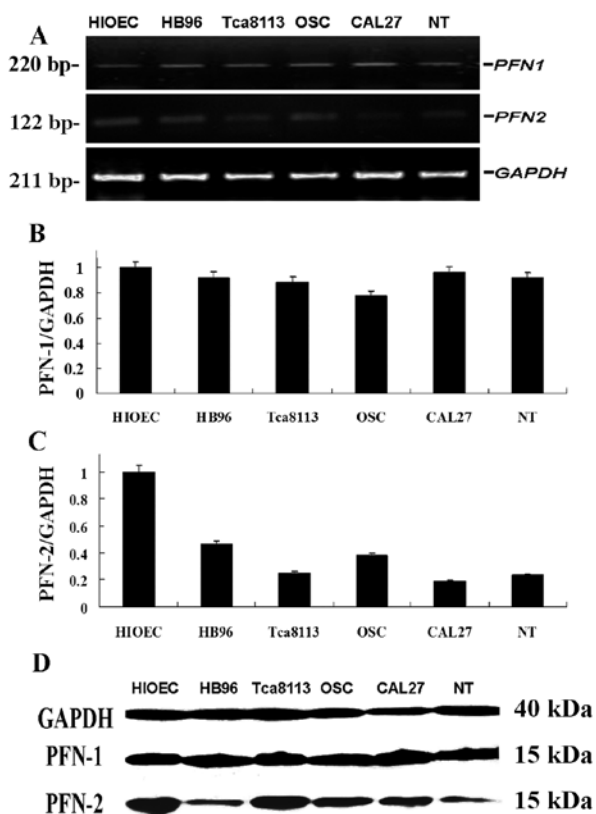 A
HIOEC HB96 Tca8113 OSC CAL27 NT
220 bp- -PFN1
122 bp- -PFN2
211 bp- -GAPDH
B
PFN-1/GAPDH
1
0.8
0.6
0.4
0.2
0
HIOEC HB96 Tca8113 OSC CAL27 NT
C
PFN-2/GAPDH
1
0.8
0.6
0.4
0.2
0
HIOEC HB96 Tca8113 OSC CAL27 NT
D
HIOEC HB96 Tca8113 OSC CAL27 NT
GAPDH 40 kDa
PFN-1 15 kDa
PFN-2 15 kDa